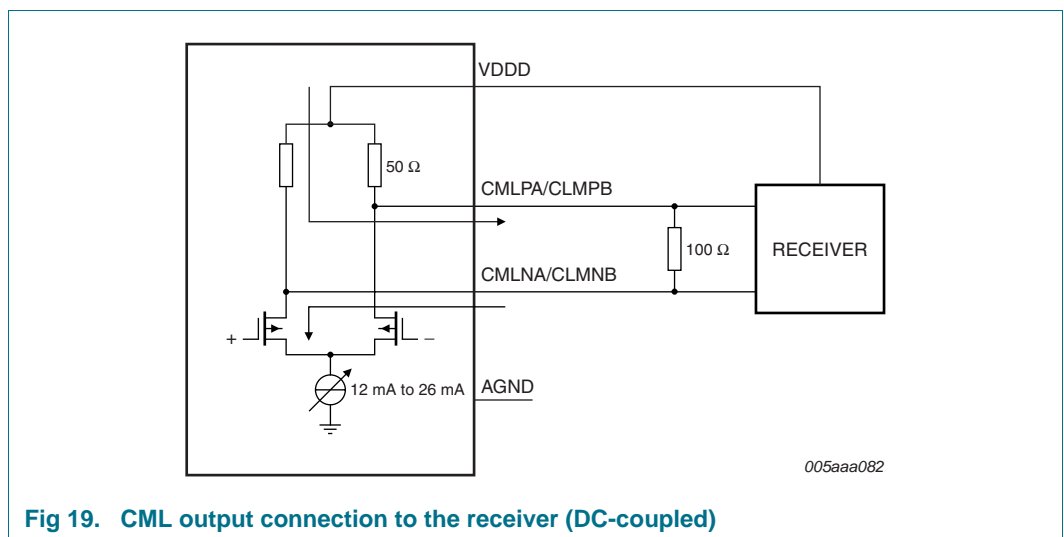 VDDD
50 Ω
CMLPA/CLMPB
100 Ω
RECEIVER
CMLNA/CLMNB
+
–
12 mA to 26 mA
AGND
005aaa082
Fig 19. CML output connection to the receiver (DC-coupled)